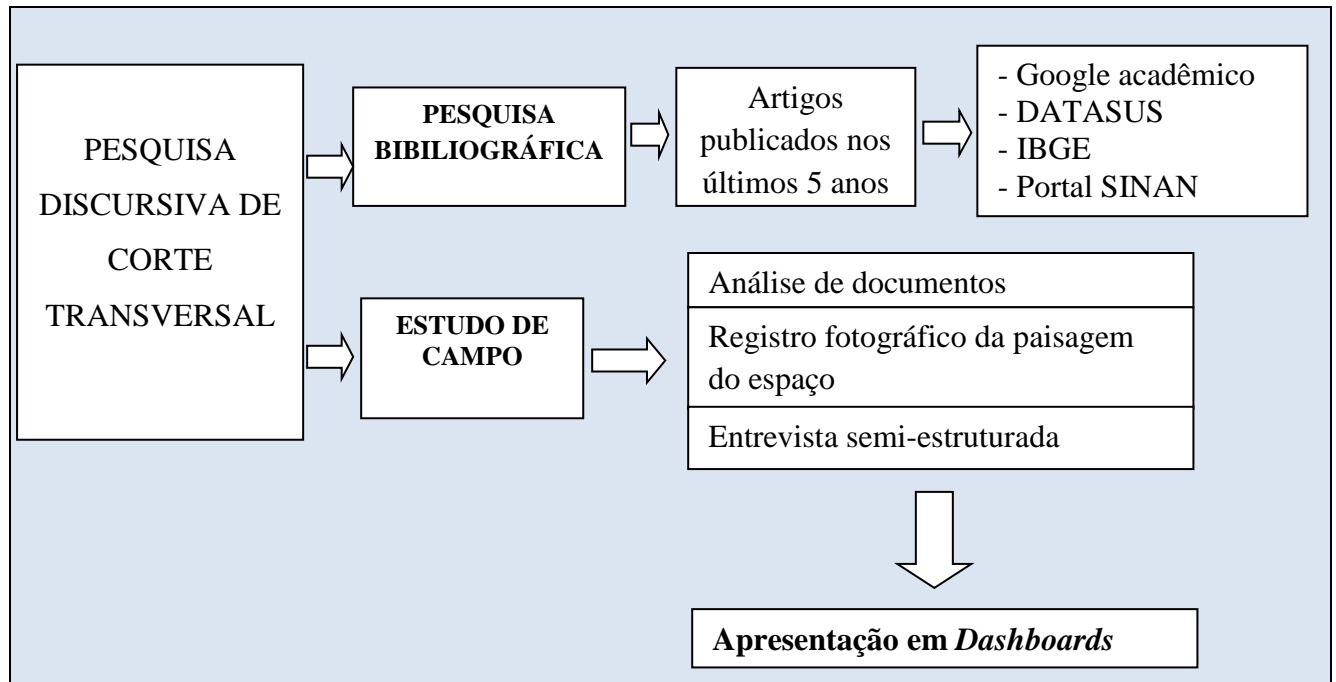 PESQUISA
DISCURSIVA DE
CORTE
TRANSVERSAL
PESQUISA
BIBILIOGRÁFICA
Artigos
publicados nos
últimos 5 anos
- Google acadêmico
- DATASUS
- IBGE
- Portal SINAN
ESTUDO DE
CAMPO
Análise de documentos
Registro fotográfico da paisagem
do espaço
Entrevista semi-estruturada
Apresentação em Dashboards